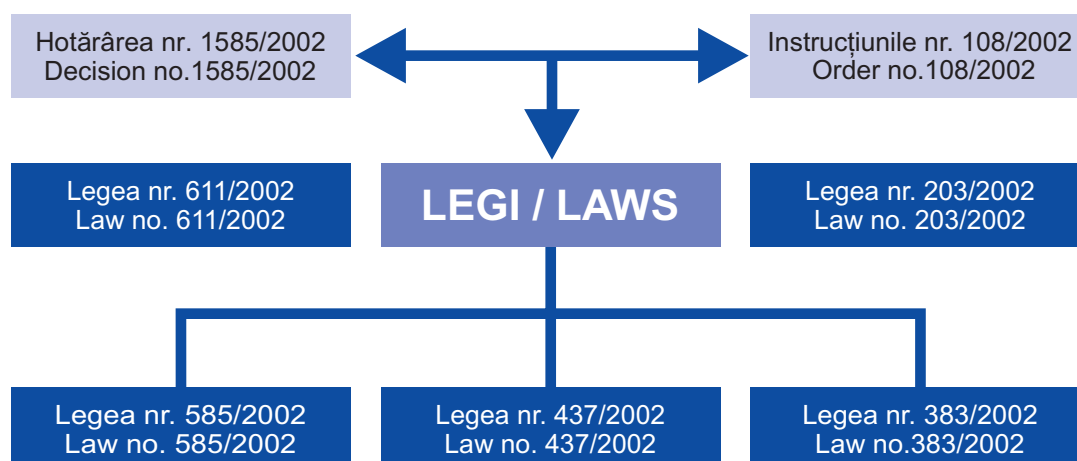 Hotărârea nr. 1585/2002
Decision no.1585/2002
Instrucțiunile nr. 108/2002
Order no.108/2002
Legea nr. 611/2002
Law no. 611/2002
LEGI / LAWS
Legea nr. 203/2002
Law no. 203/2002
Legea nr. 585/2002
Law no. 585/2002
Legea nr. 437/2002
Law no. 437/2002
Legea nr. 383/2002
Law no.383/2002